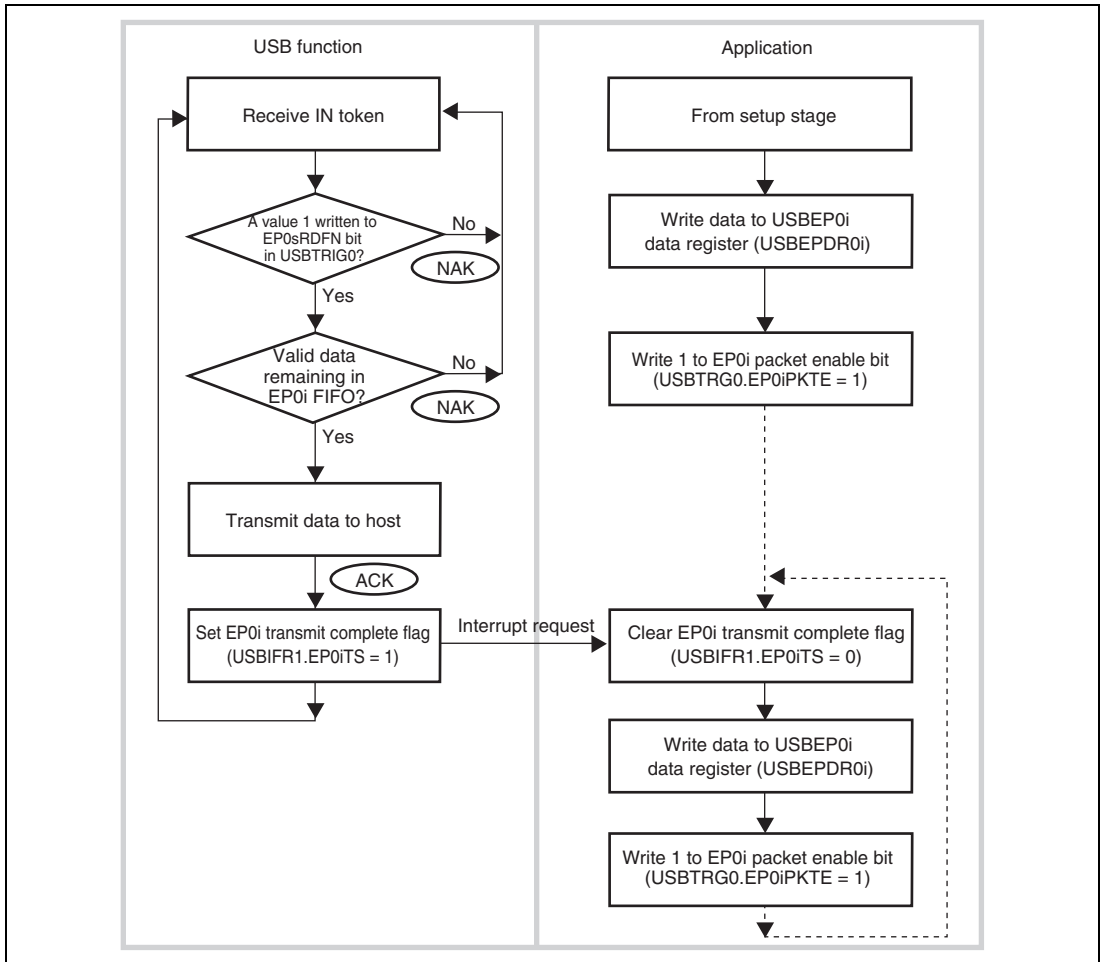 USB function
Receive IN token
A value 1 written to
EP0sRDFN bit
in USBTRIG0?
No
NAK
Yes
Valid data
remaining in
EP0i FIFO?
No
NAK
Yes
Transmit data to host
ACK
Set EP0i transmit complete flag
(USBIFR1.EP0iTS = 1)
Interrupt request
Application
From setup stage
Write data to USBEP0i
data register (USBEPDR0i)
Write 1 to EP0i packet enable bit
(USBTRG0.EP0iPKTE = 1)
Clear EP0i transmit complete flag
(USBIFR1.EP0iTS = 0)
Write data to USBEP0i
data register (USBEPDR0i)
Write 1 to EP0i packet enable bit
(USBTRG0.EP0iPKTE = 1)